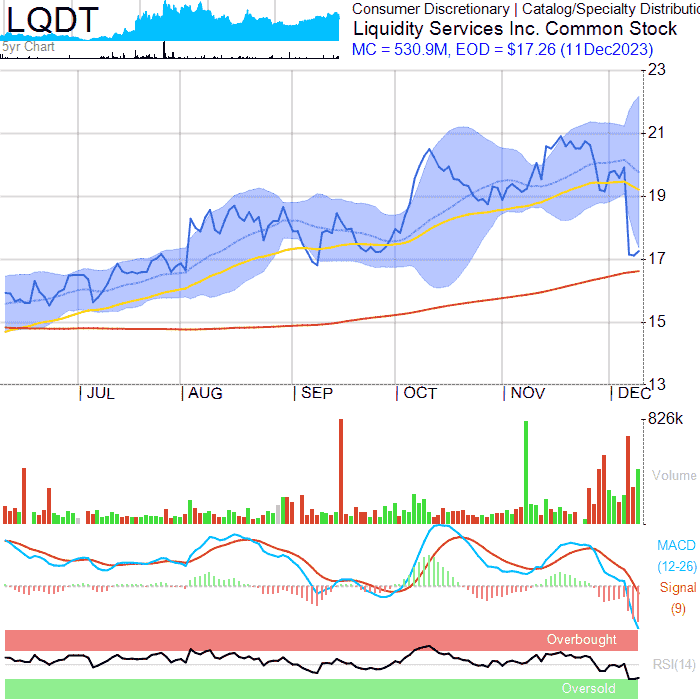 LQDT
5yr Chart
Consumer Discretionary | Catalog/Specialty Distributio
Liquidity Services Inc. Common Stock
MC = 530.9M, EOD = $17.26 (11Dec2023)
23
21
19
17
15
13
JUL AUG SEP OCT NOV DEC
826k
Volume
MACD
(12-26)
Signal
(9)
Overbought
RSI(14)
Oversold